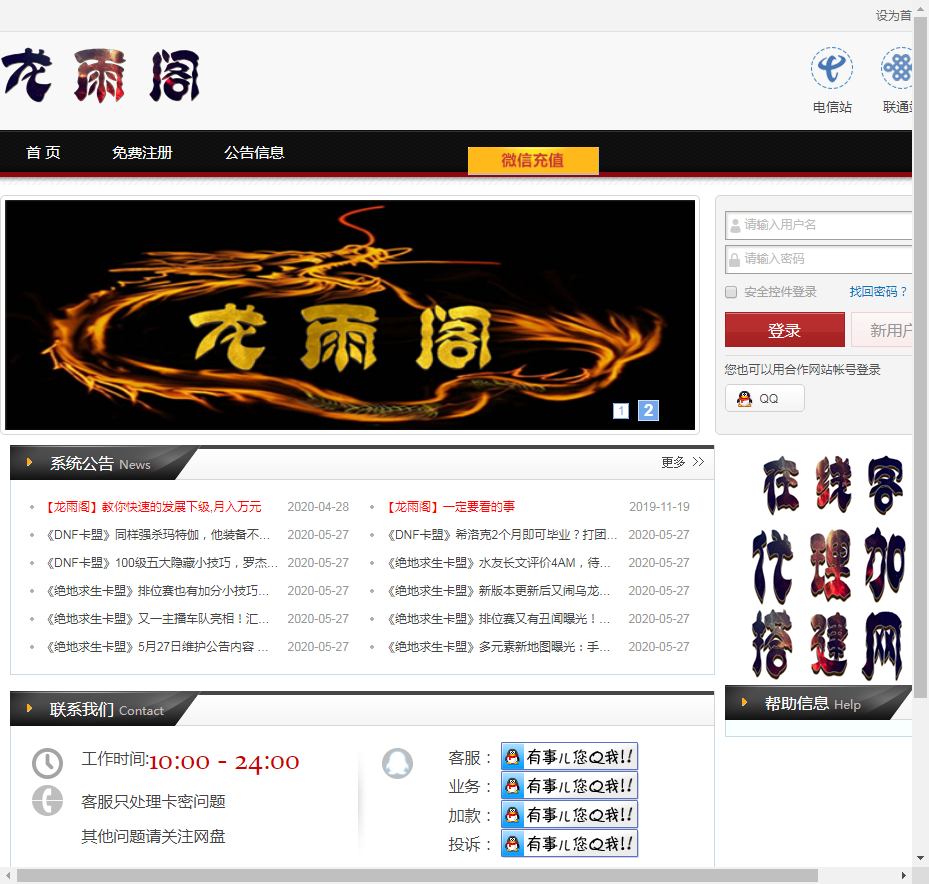 设为首
龙雨阁
电信站
联通站
首 页
免费注册
公告信息
微信充值
龙雨阁
1
2
请输入用户名
请输入密码
安全控件登录
找回密码？
登录
新用户
您也可以用合作网站帐号登录
QQ
系统公告 News
更多
【龙雨阁】教你快速的发展下级,月入万元 2020-04-28
【龙雨阁】一定要看的事 2019-11-19
《DNF卡盟》同样强杀玛特伽，他装备不... 2020-05-27
《DNF卡盟》希洛克2个月即可毕业？打团... 2020-05-27
《DNF卡盟》100级五大隐藏小技巧，罗杰... 2020-05-27
《绝地求生卡盟》水友长文评价4AM，待... 2020-05-27
《绝地求生卡盟》排位赛也有加分小技巧... 2020-05-27
《绝地求生卡盟》新版本更新后又闹乌龙... 2020-05-27
《绝地求生卡盟》又一主播车队亮相！汇... 2020-05-27
《绝地求生卡盟》排位赛又有丑闻曝光！... 2020-05-27
《绝地求生卡盟》5月27日维护公告内容 ... 2020-05-27
《绝地求生卡盟》多元素新地图曝光：手... 2020-05-27
在线客
代理加
搭建网
帮助信息 Help
联系我们 Contact
工作时间:10:00 - 24:00
客服只处理卡密问题
其他问题请关注网盘
客服： 有事儿您Q我!!
业务： 有事儿您Q我!!
加款： 有事儿您Q我!!
投诉： 有事儿您Q我!!